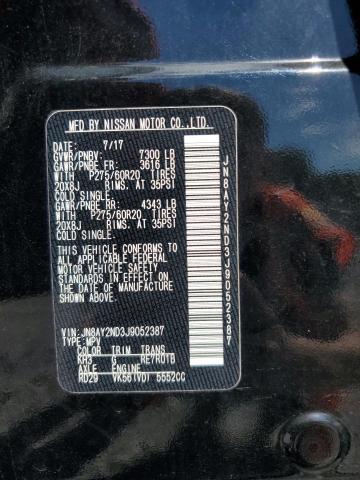 MFD BY NISSAN MOTOR CO.,LTD.
DATE: 7/17
GVWR/PNBV: 7300 LB
GAWR/PNBE FR: 3616 LB
WITH P275/60R20 TIRES
20X8J RIMS. AT 35PSI
COLD SINGLE.
GAWR/PNBE RR: 4343 LB
WITH P275/60R20 TIRES
20X8J RIMS. AT 35PSI
COLD SINGLE.
THIS VEHICLE CONFORMS TO
ALL APPLICABLE FEDERAL
MOTOR VEHICLE SAFETY
STANDARDS IN EFFECT ON
THE DATE OF MANUFACTURE
SHOWN ABOVE.
VIN: JN8AY2ND3J9052387
TYPE: MPV
COLOR TRIM TRANS
KH3 G RE7R01B
AXLE ENGINE
RD29 VK56(VD) 5552CC
JN8AY2ND3J9052387